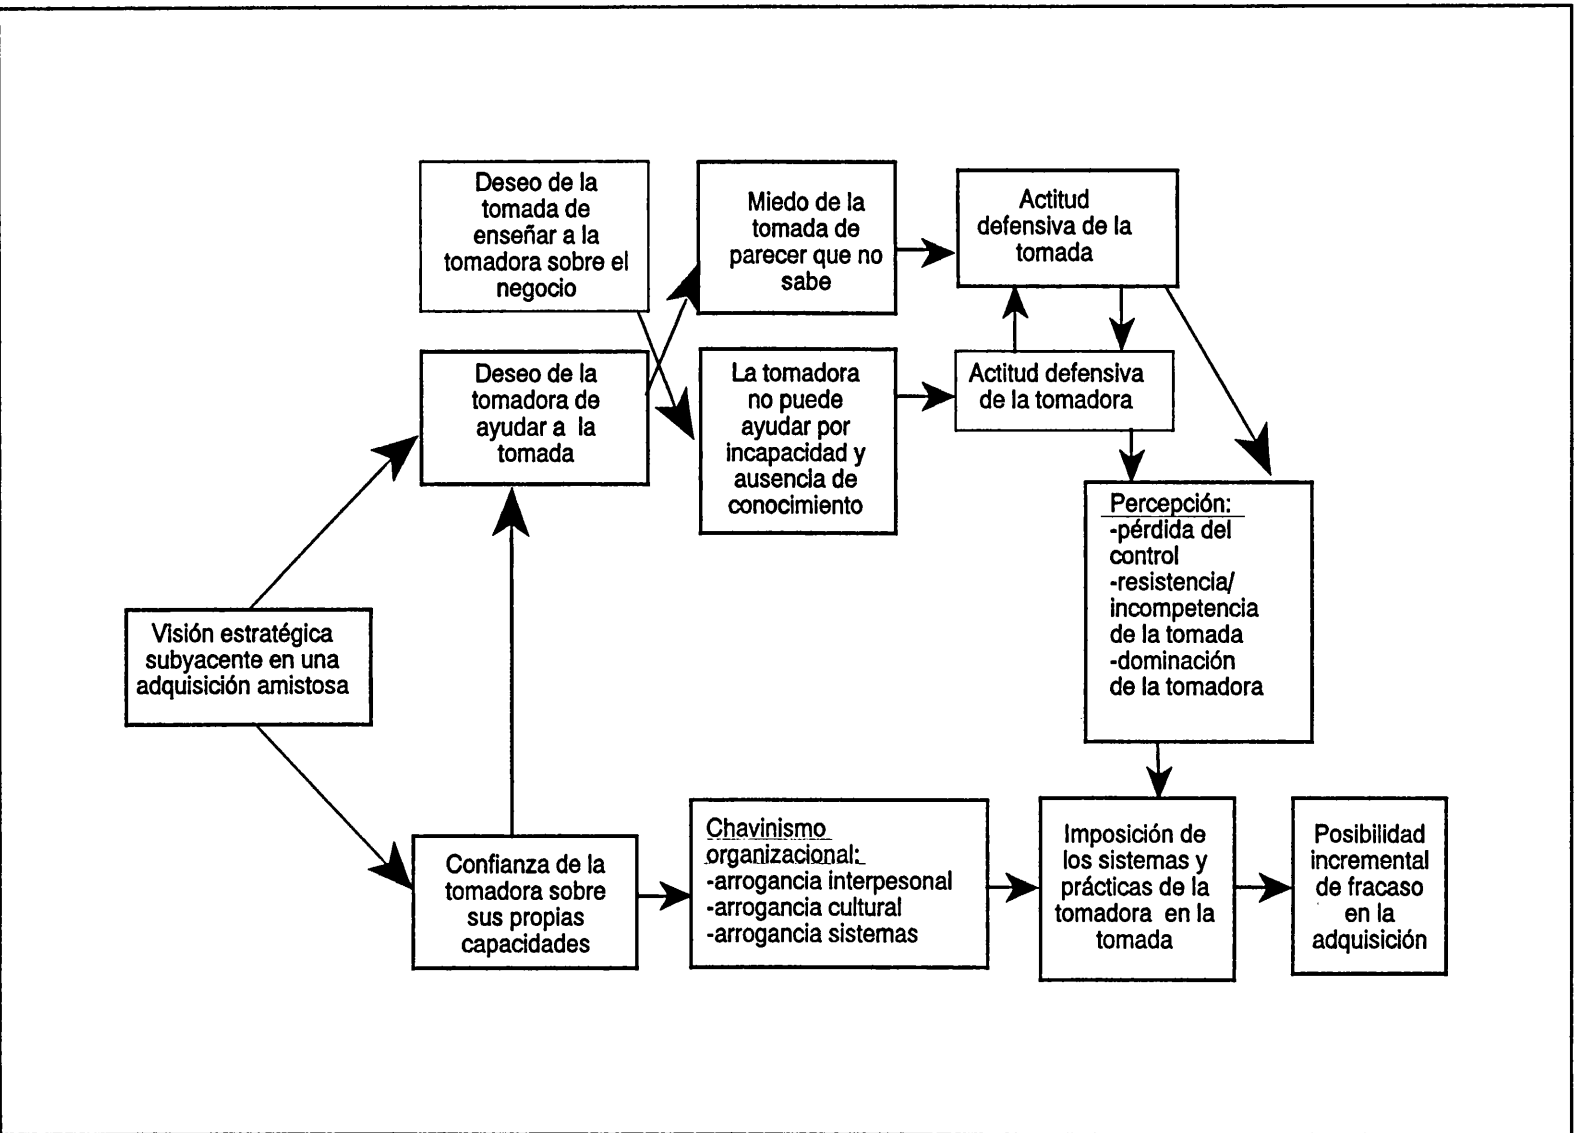 Deseo de la
tomada de
enseñar a la
tomadora sobre el
negocio
Miedo de la
tomada de
parecer que no
sabe
Actitud
defensiva de la
tomada
Deseo de la
tomadora de
ayudar a la
tomada
La tomadora
no puede
ayudar por
incapacidad y
ausencia de
conocimiento
Actitud defensiva
de la tomadora
Percepción:
-pérdida del
control
-resistencia/
incompetencia
de la tomada
-dominación
de la tomadora
Visión estratégica
subyacente en una
adquisición amistosa
Confianza de la
tomadora sobre
sus propias
capacidades
Chavinismo
organizacional:
-arrogancia interpesonal
-arrogancia cultural
-arrogancia sistemas
Imposición de
los sistemas y
prácticas de la
tomadora en la
tomada
Posibilidad
incremental
de fracaso
en la
adquisición